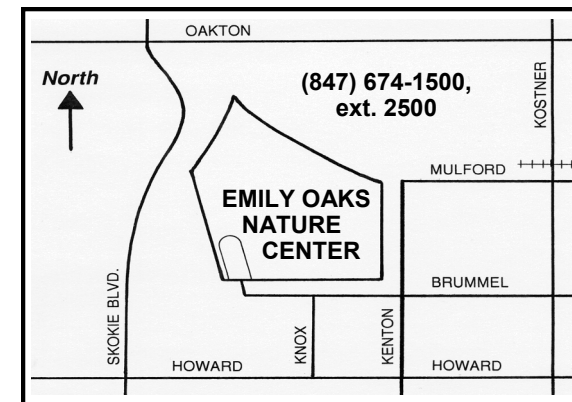 OAKTON
North
(847) 674-1500,
ext. 2500
KOSTNER
MULFORD
EMILY OAKS
NATURE
CENTER
BRUMMEL
SKOKIE BLVD.
KNOX
KENTON
HOWARD
HOWARD